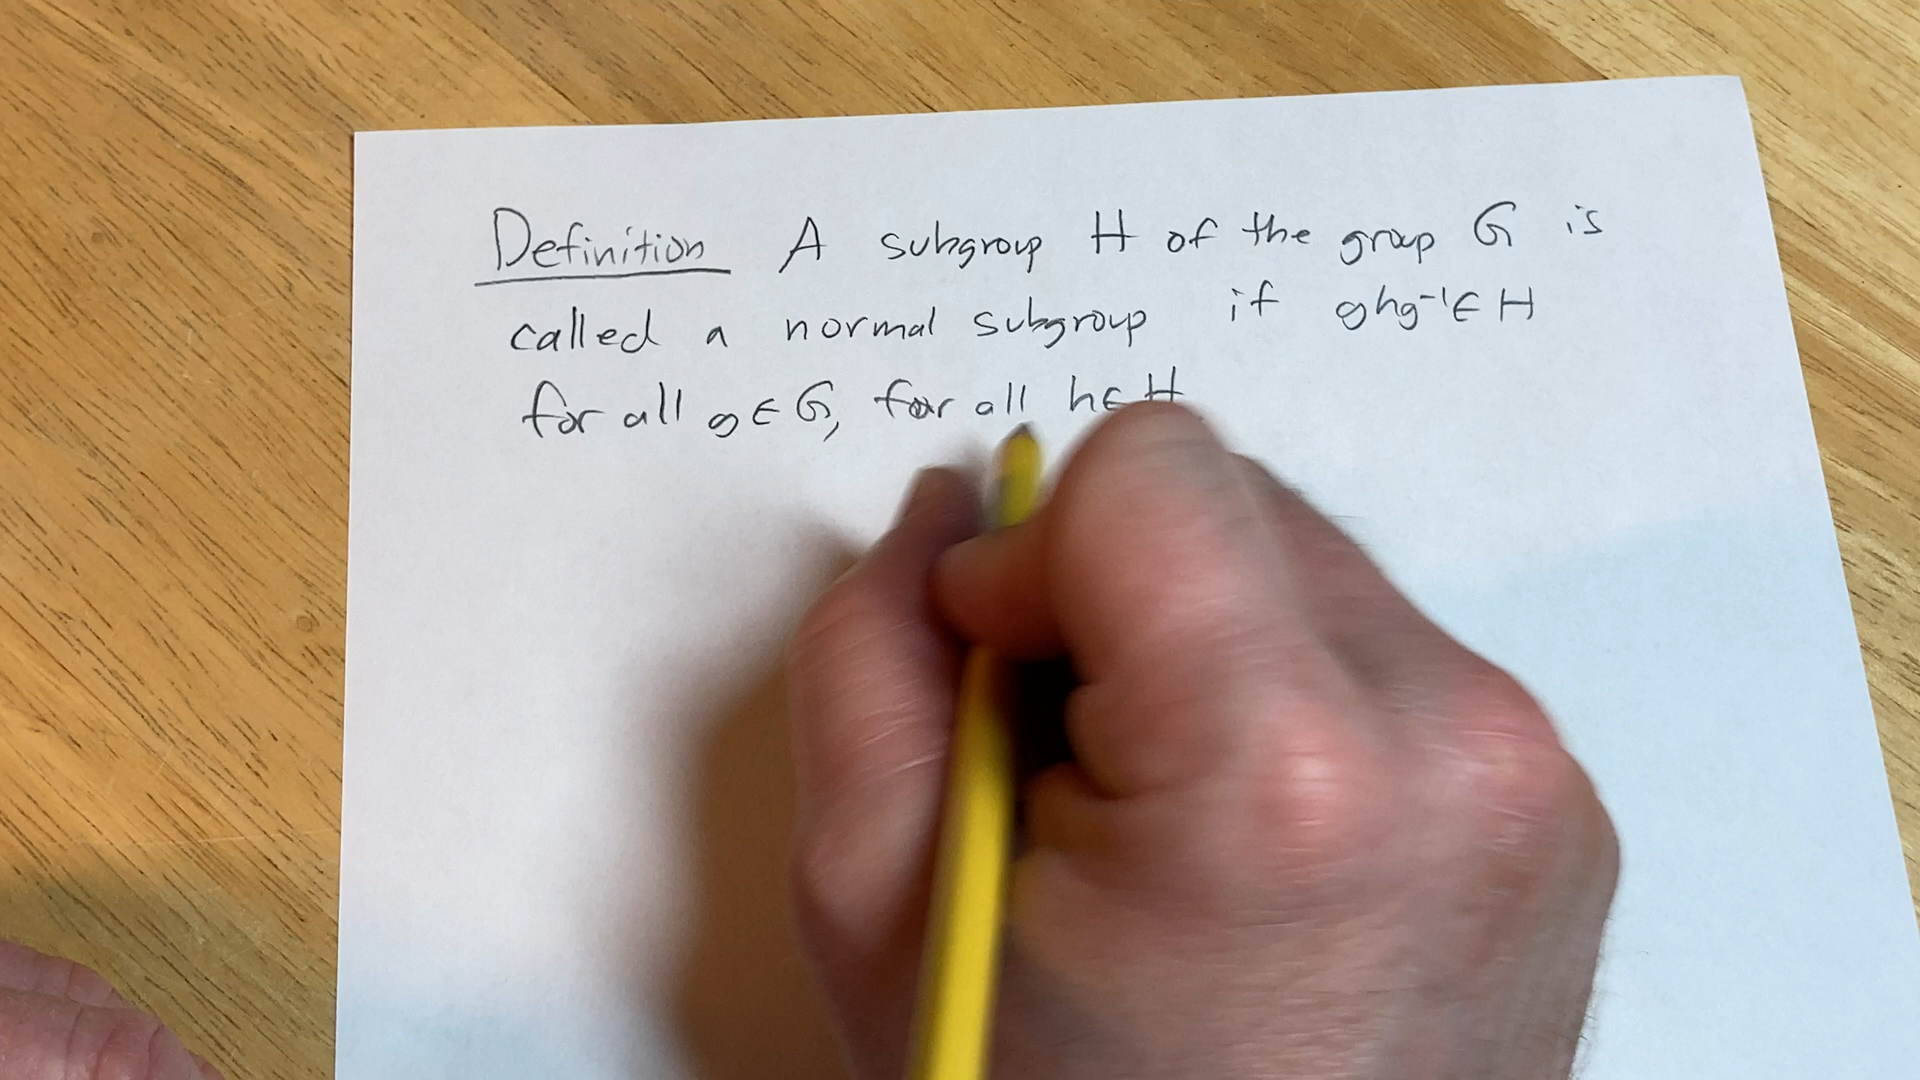 Definition A subgroup H of the group G is
called a normal subgroup if ghg⁻¹∈H
for all g∈G, for all h∈H